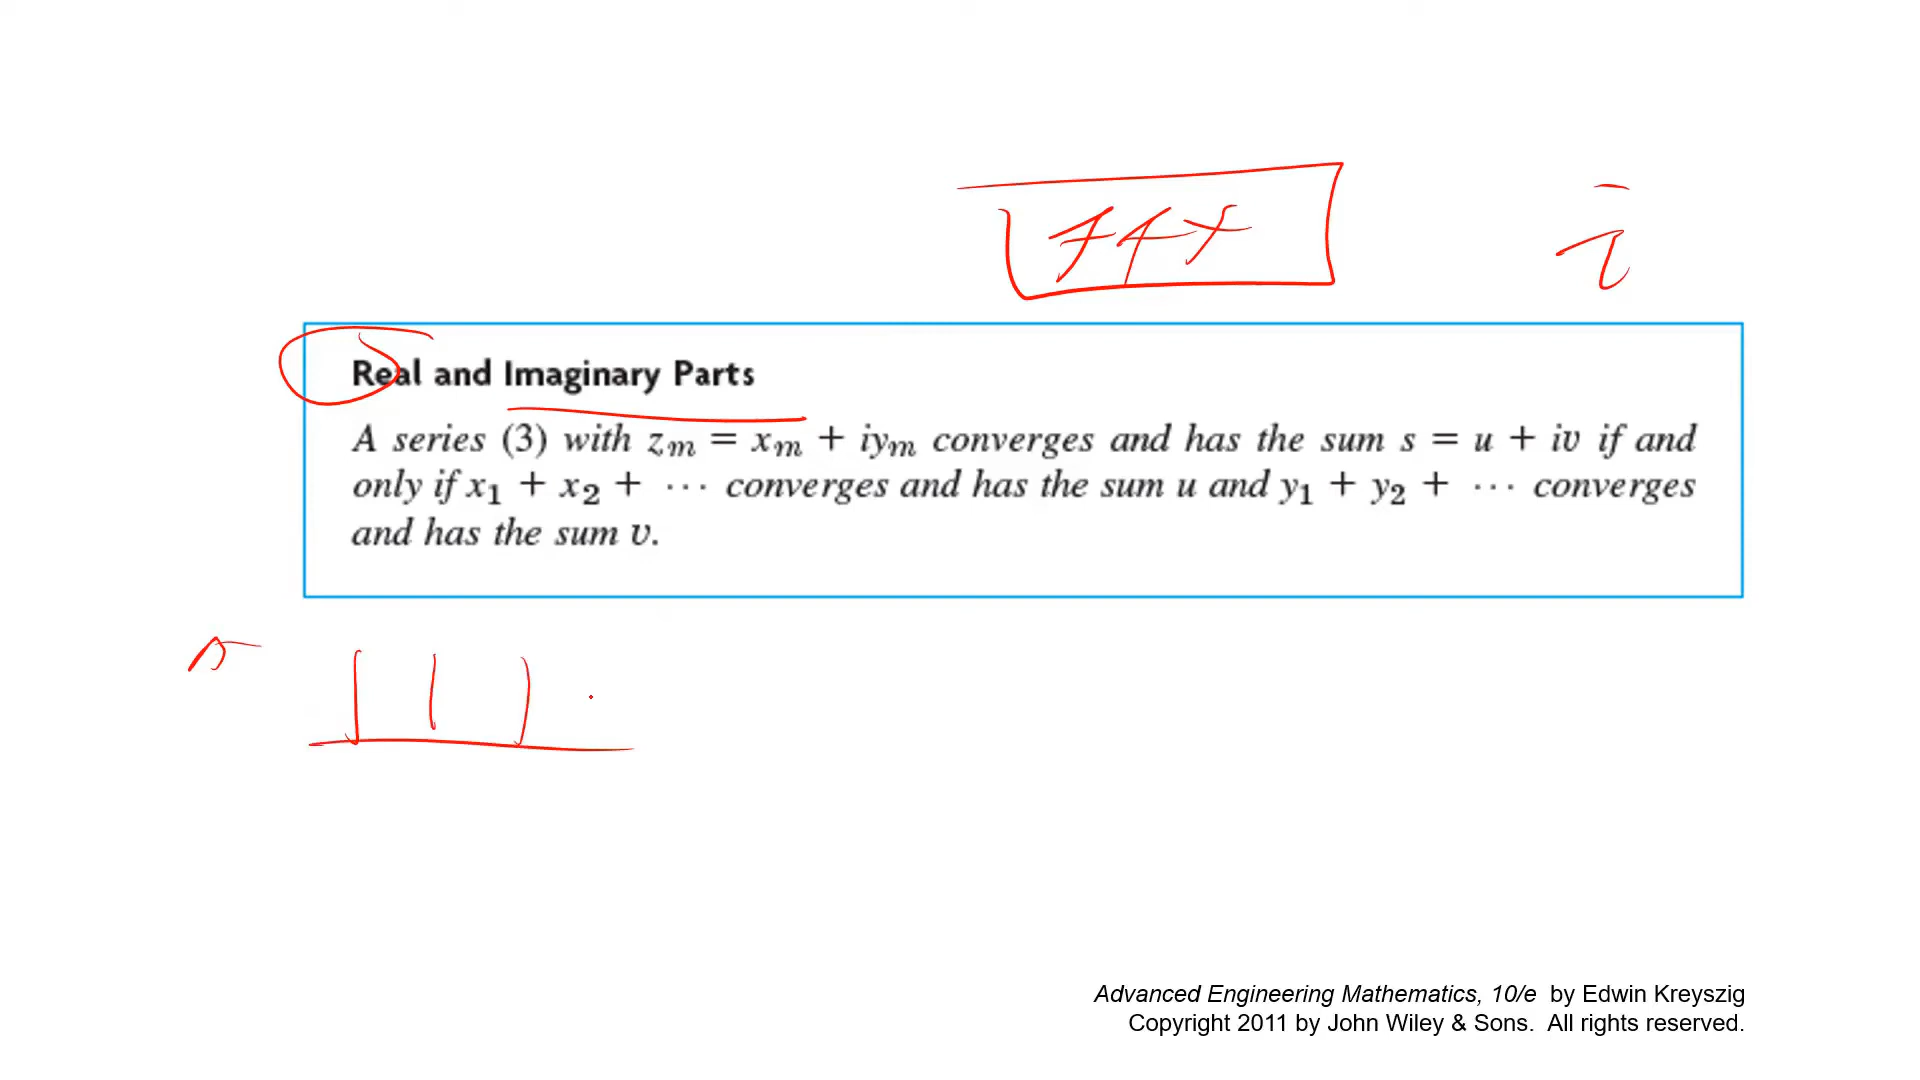 Real and Imaginary Parts
A series (3) with zₘ = xₘ + iyₘ converges and has the sum s = u + iv if and
only if x₁ + x₂ + ··· converges and has the sum u and y₁ + y₂ + ··· converges
and has the sum v.
Advanced Engineering Mathematics, 10/e by Edwin Kreyszig
Copyright 2011 by John Wiley & Sons. All rights reserved.